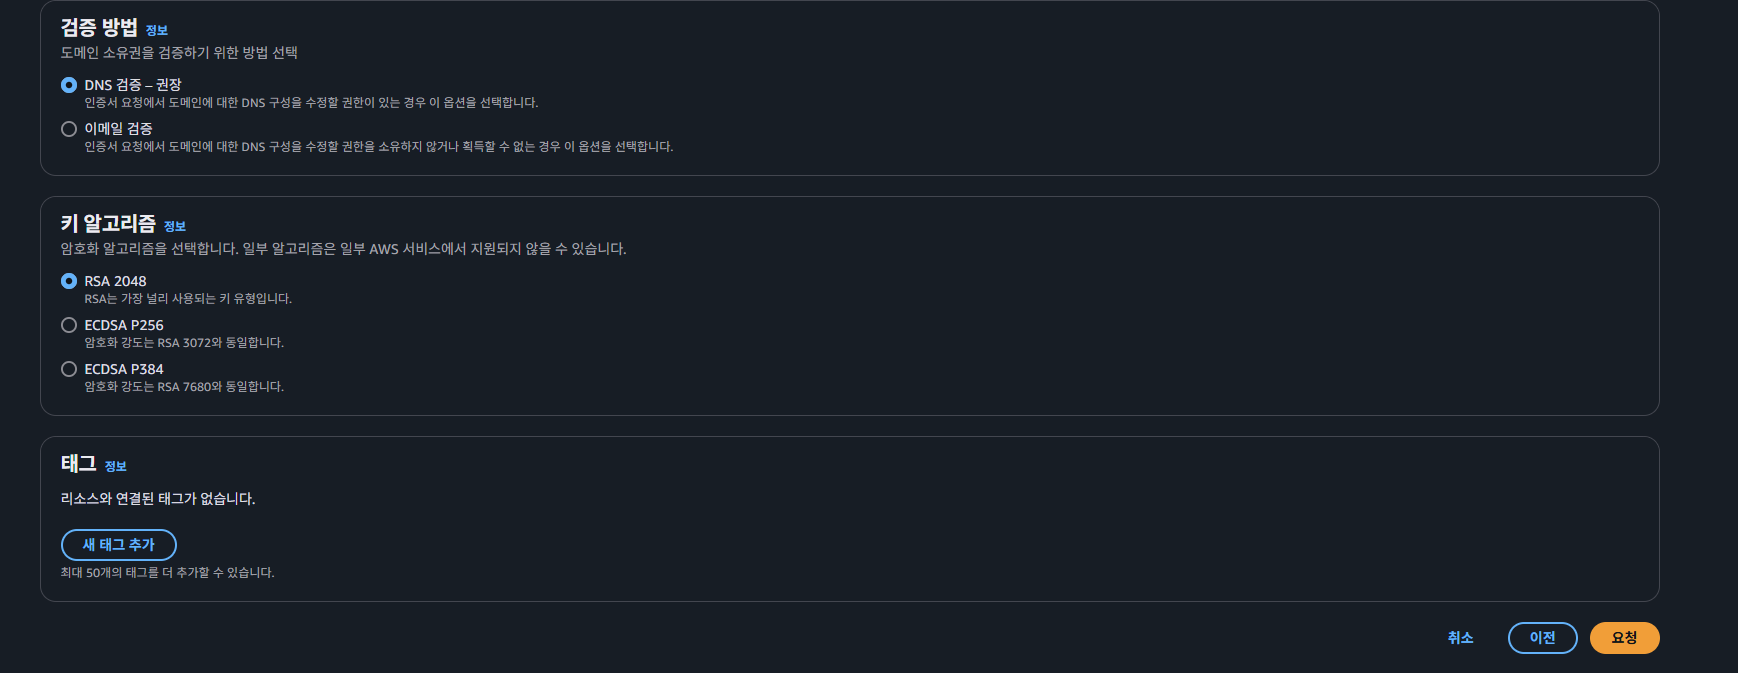 검증 방법 정보
도메인 소유권을 검증하기 위한 방법 선택
DNS 검증 – 권장
인증서 요청에서 도메인에 대한 DNS 구성을 수정할 권한이 있는 경우 이 옵션을 선택합니다.
이메일 검증
인증서 요청에서 도메인에 대한 DNS 구성을 수정할 권한을 소유하지 않거나 획득할 수 없는 경우 이 옵션을 선택합니다.
키 알고리즘 정보
암호화 알고리즘을 선택합니다. 일부 알고리즘은 일부 AWS 서비스에서 지원되지 않을 수 있습니다.
RSA 2048
RSA는 가장 널리 사용되는 키 유형입니다.
ECDSA P256
암호화 강도는 RSA 3072와 동일합니다.
ECDSA P384
암호화 강도는 RSA 7680와 동일합니다.
태그 정보
리소스와 연결된 태그가 없습니다.
새 태그 추가
최대 50개의 태그를 더 추가할 수 있습니다.
취소 이전 요청